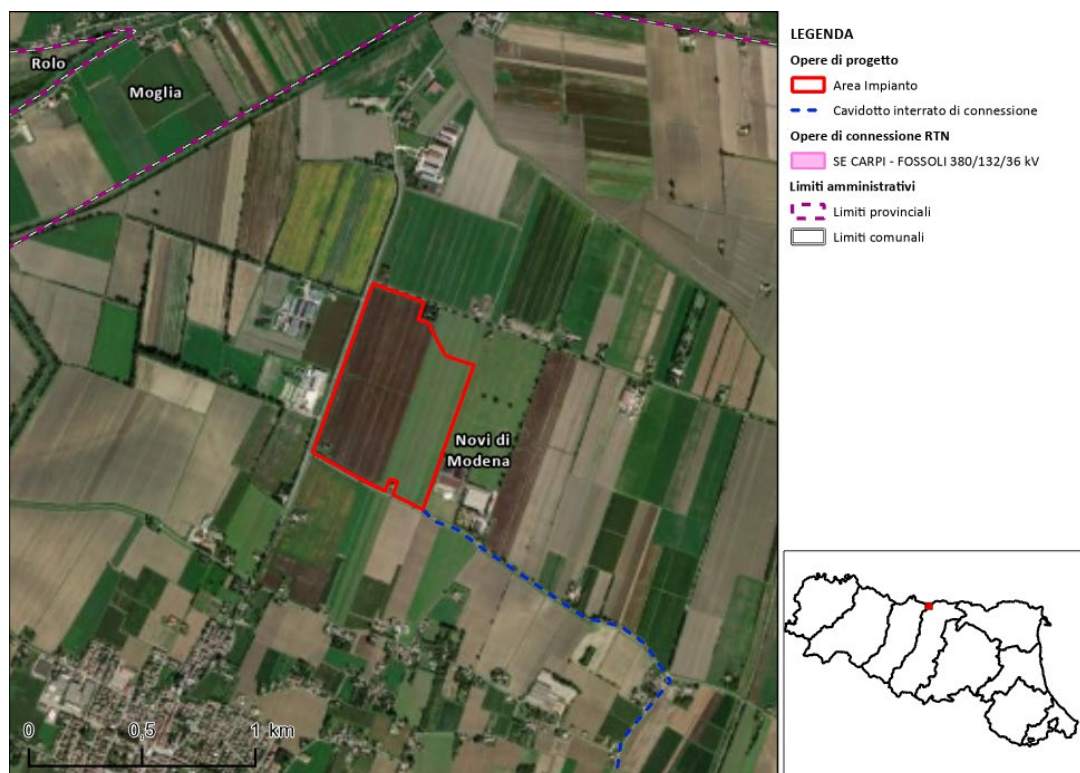 Rolo
Moglia
Novi di
Modena
0
0,5
1 km
LEGENDA
Opere di progetto
Area Impianto
Cavidotto interrato di connessione
Opere di connessione RTN
SE CARPI - FOSSOLI 380/132/36 kV
Limiti amministrativi
Limiti provinciali
Limiti comunali